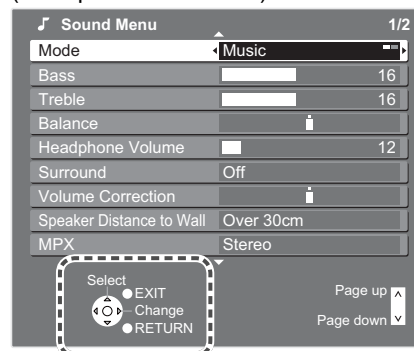 Sound Menu 1/2
Mode Music
Bass 16
Treble 16
Balance
Headphone Volume 12
Surround Off
Volume Correction
Speaker Distance to Wall Over 30cm
MPX Stereo
Select
EXIT
Change
RETURN
Page up
Page down